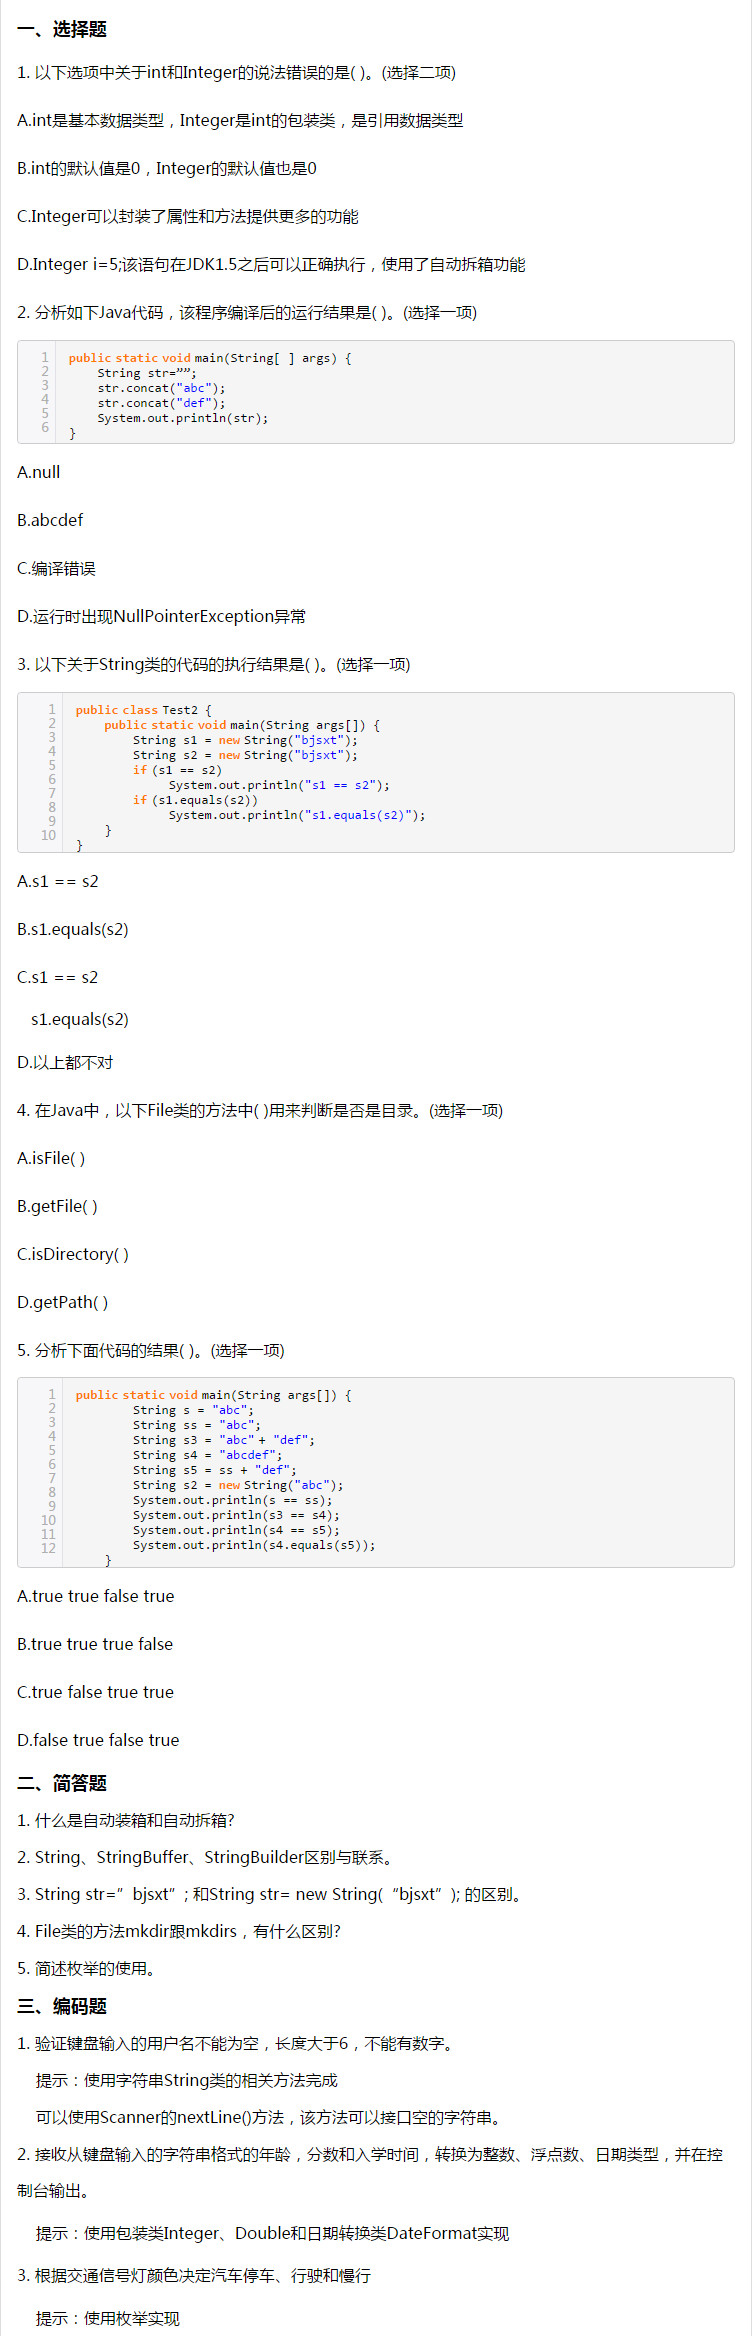 一、选择题
1. 以下选项中关于int和Integer的说法错误的是( )。(选择二项)
A.int是基本数据类型，Integer是int的包装类，是引用数据类型
B.int的默认值是0，Integer的默认值也是0
C.Integer可以封装了属性和方法提供更多的功能
D.Integer i=5;该语句在JDK1.5之后可以正确执行，使用了自动拆箱功能
2. 分析如下Java代码，该程序编译后的运行结果是( )。(选择一项)
1 public static void main(String[ ] args) {
2     String str=””;
3     str.concat("abc");
4     str.concat("def");
5     System.out.println(str);
6 }
A.null
B.abcdef
C.编译错误
D.运行时出现NullPointerException异常
3. 以下关于String类的代码的执行结果是( )。(选择一项)
1 public class Test2 {
2     public static void main(String args[]) {
3         String s1 = new String("bjsxt");
4         String s2 = new String("bjsxt");
5         if (s1 == s2)
6              System.out.println("s1 == s2");
7         if (s1.equals(s2))
8              System.out.println("s1.equals(s2)");
9     }
10 }
A.s1 == s2
B.s1.equals(s2)
C.s1 == s2
s1.equals(s2)
D.以上都不对
4. 在Java中，以下File类的方法中( )用来判断是否是目录。(选择一项)
A.isFile( )
B.getFile( )
C.isDirectory( )
D.getPath( )
5. 分析下面代码的结果( )。(选择一项)
1 public static void main(String args[]) {
2         String s = "abc";
3         String ss = "abc";
4         String s3 = "abc" + "def";
5         String s4 = "abcdef";
6         String s5 = ss + "def";
7         String s2 = new String("abc");
8         System.out.println(s == ss);
9         System.out.println(s3 == s4);
10         System.out.println(s4 == s5);
11         System.out.println(s4.equals(s5));
12     }
A.true true false true
B.true true true false
C.true false true true
D.false true false true
二、简答题
1. 什么是自动装箱和自动拆箱?
2. String、StringBuffer、StringBuilder区别与联系。
3. String str=”bjsxt”; 和String str= new String(“bjsxt”); 的区别。
4. File类的方法mkdir跟mkdirs，有什么区别?
5. 简述枚举的使用。
三、编码题
1. 验证键盘输入的用户名不能为空，长度大于6，不能有数字。
提示：使用字符串String类的相关方法完成
可以使用Scanner的nextLine()方法，该方法可以接口空的字符串。
2. 接收从键盘输入的字符串格式的年龄，分数和入学时间，转换为整数、浮点数、日期类型，并在控
制台输出。
提示：使用包装类Integer、Double和日期转换类DateFormat实现
3. 根据交通信号灯颜色决定汽车停车、行驶和慢行
提示：使用枚举实现